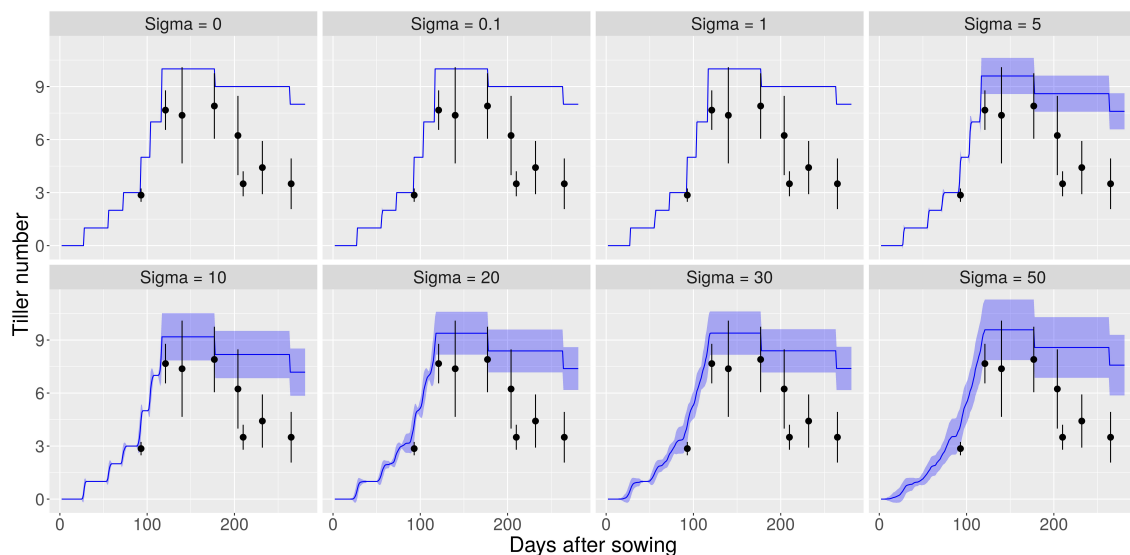 Sigma = 0 Sigma = 0.1 Sigma = 1 Sigma = 5
9
6
3
0
Tiller number
Sigma = 10 Sigma = 20 Sigma = 30 Sigma = 50
9
6
3
0
0 100 200 0 100 200 0 100 200 0 100 200
Days after sowing